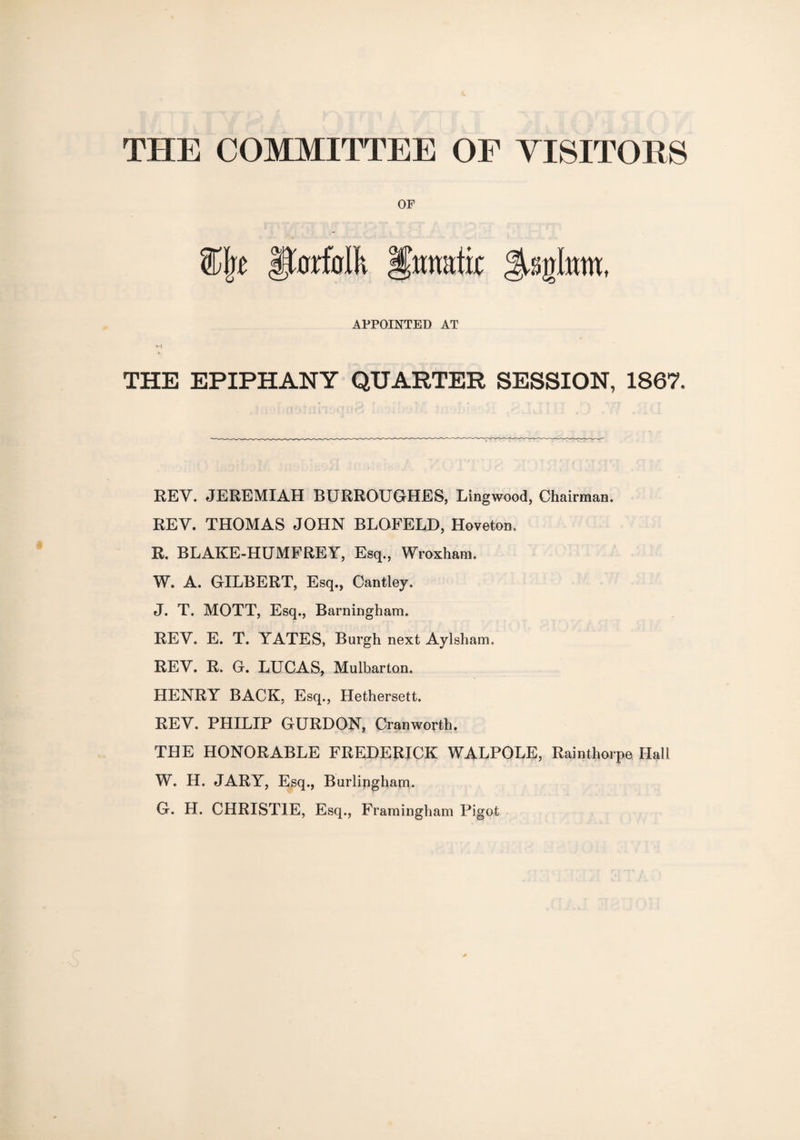 THE COMMITTEE OF VISITORS
OF
The Norfolk Lunatic Asylum,
APPOINTED AT
THE EPIPHANY QUARTER SESSION, 1867.
REV. JEREMIAH BURROUGHES, Lingwood, Chairman.
REV. THOMAS JOHN BLOFELD, Hoveton.
R. BLAKE-HUMFREY, Esq., Wroxham.
W. A. GILBERT, Esq., Cantley.
J. T. MOTT, Esq., Barningham.
REV. E. T. YATES, Burgh next Aylsham.
REV. R. G. LUCAS, Mulbarton.
HENRY BACK, Esq., Hethersett.
REV. PHILIP GURDON, Cranworth.
THE HONORABLE FREDERICK WALPOLE, Rainthorpe Hall
W. H. JARY, Esq., Burlingham.
G. H. CHRISTIE, Esq., Framingham Pigot